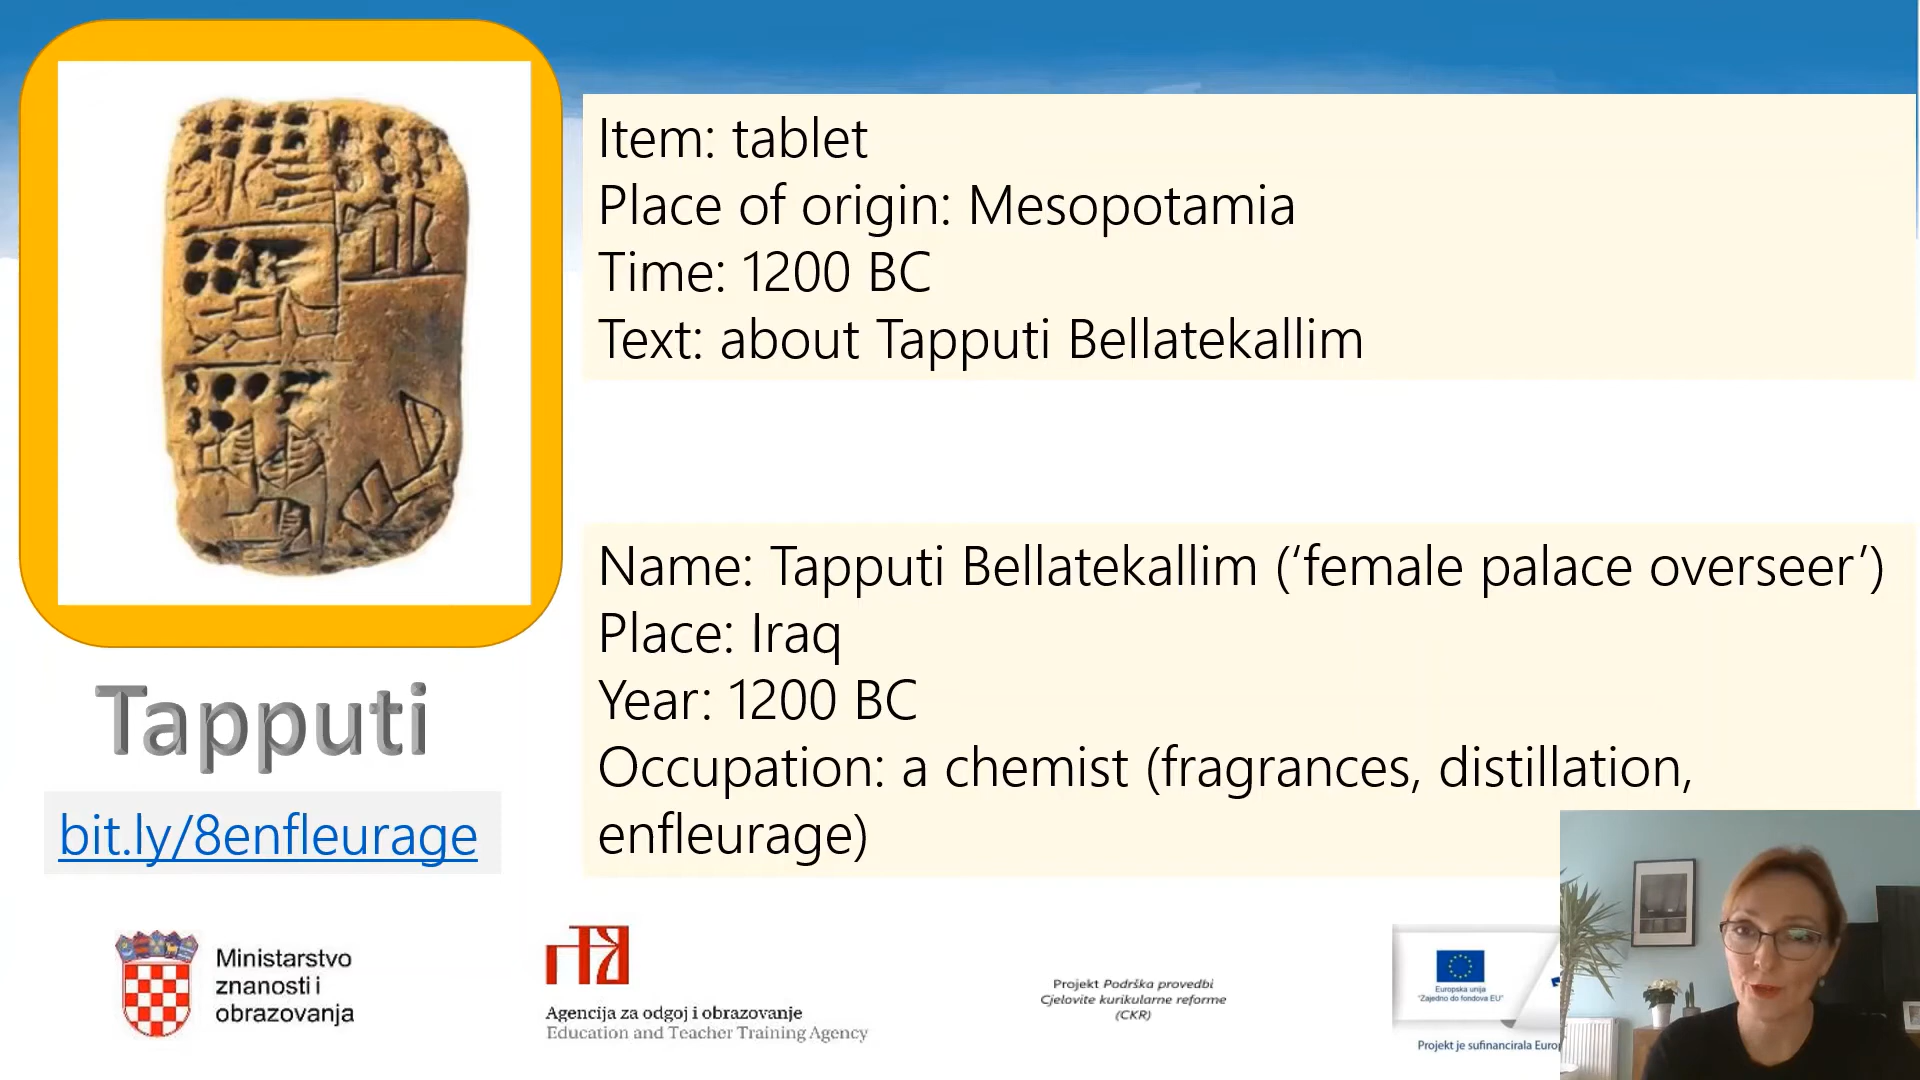 Item: tablet
Place of origin: Mesopotamia
Time: 1200 BC
Text: about Tapputi Bellatekallim
Name: Tapputi Bellatekallim (‘female palace overseer’)
Place: Iraq
Year: 1200 BC
Occupation: a chemist (fragrances, distillation,
enfleurage)
Tapputi
bit.ly/8enfleurage
Ministarstvo
znanosti i
obrazovanja
Agencija za odgoj i obrazovanje
Education and Teacher Training Agency
Projekt Podrška provedbi
Cjelovite kurikularne reforme
(CKR)
Europska unija
"Zajedno do fondova EU"
Projekt je sufinancirala